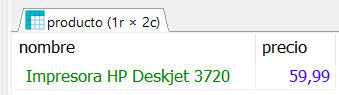 producto (1r × 2c)
nombre precio
Impresora HP Deskjet 3720 59,99